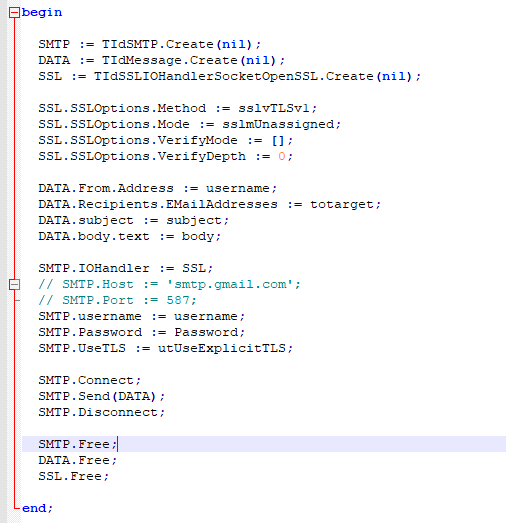 begin
SMTP := TIdSMTP.Create(nil);
DATA := TIdMessage.Create(nil);
SSL := TIdSSLIOHandlerSocketOpenSSL.Create(nil);
SSL.SSLOptions.Method := sslvTLSv1;
SSL.SSLOptions.Mode := sslmUnassigned;
SSL.SSLOptions.VerifyMode := [];
SSL.SSLOptions.VerifyDepth := 0;
DATA.From.Address := username;
DATA.Recipients.EMailAddresses := totarget;
DATA.subject := subject;
DATA.body.text := body;
SMTP.IOHandler := SSL;
// SMTP.Host := 'smtp.gmail.com';
// SMTP.Port := 587;
SMTP.username := username;
SMTP.Password := Password;
SMTP.UseTLS := utUseExplicitTLS;
SMTP.Connect;
SMTP.Send(DATA);
SMTP.Disconnect;
SMTP.Free;
DATA.Free;
SSL.Free;
end;